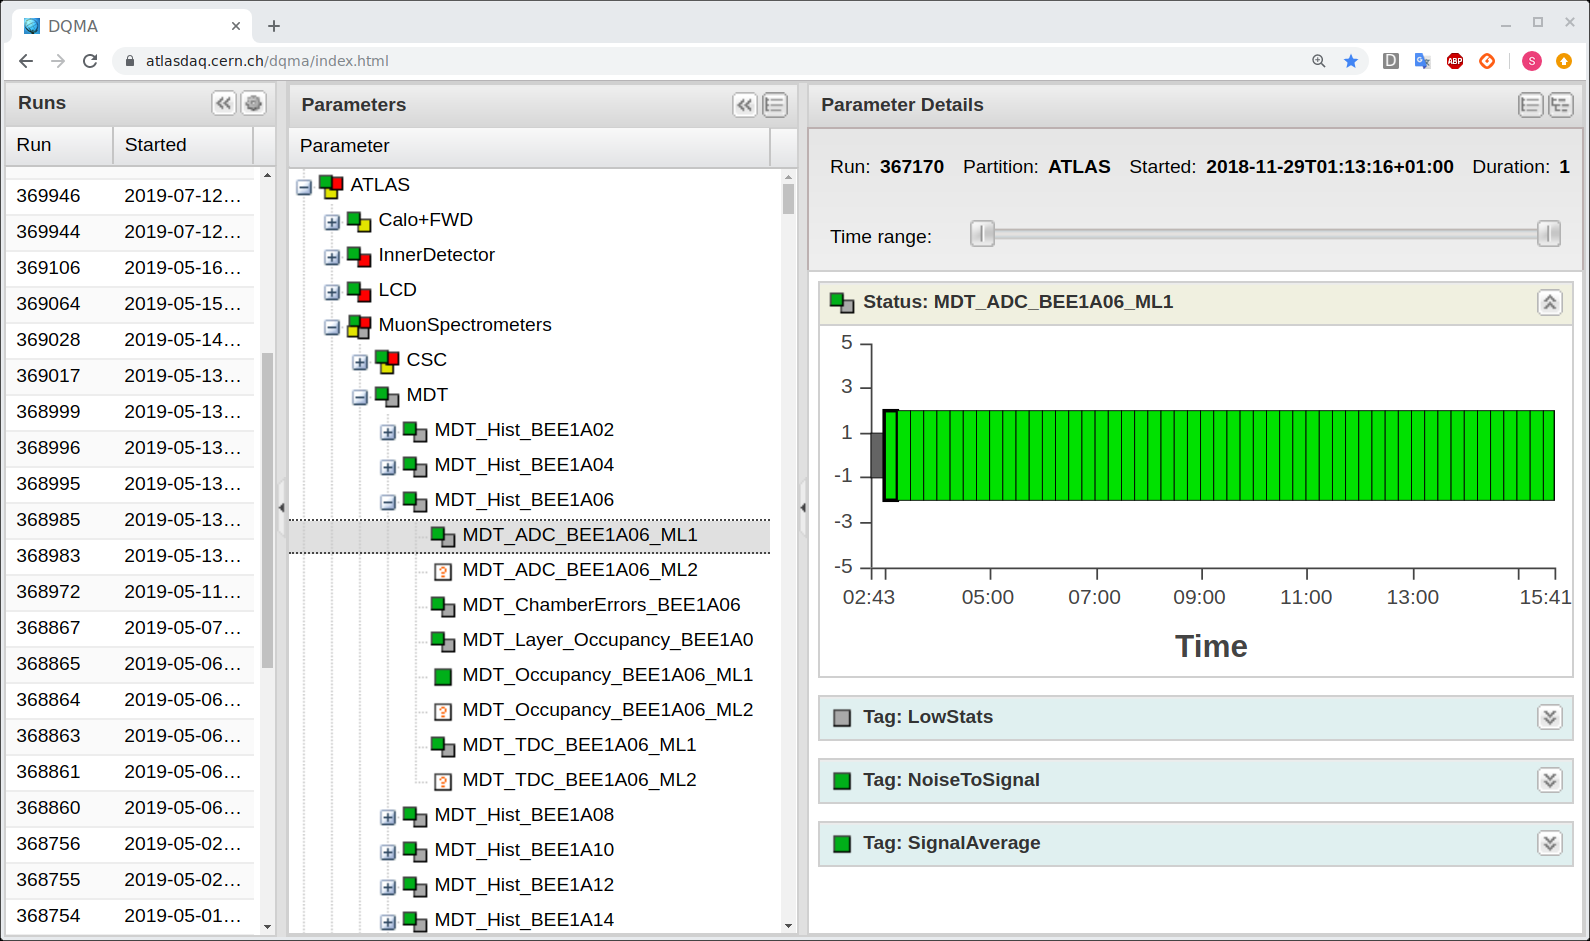 DQMA
atlasdaq.cern.ch/dqma/index.html
D
G
ABP
S
Runs
Run Started
369946 2019-07-12...
369944 2019-07-12...
369106 2019-05-16...
369064 2019-05-15...
369028 2019-05-14...
369017 2019-05-13...
368999 2019-05-13...
368996 2019-05-13...
368995 2019-05-13...
368985 2019-05-13...
368983 2019-05-13...
368972 2019-05-11...
368867 2019-05-07...
368865 2019-05-06...
368864 2019-05-06...
368863 2019-05-06...
368861 2019-05-06...
368860 2019-05-06...
368756 2019-05-02...
368755 2019-05-02...
368754 2019-05-01...
Parameters
Parameter
ATLAS
Calo+FWD
InnerDetector
LCD
MuonSpectrometers
CSC
MDT
MDT_Hist_BEE1A02
MDT_Hist_BEE1A04
MDT_Hist_BEE1A06
MDT_ADC_BEE1A06_ML1
? MDT_ADC_BEE1A06_ML2
MDT_ChamberErrors_BEE1A06
MDT_Layer_Occupancy_BEE1A0
MDT_Occupancy_BEE1A06_ML1
? MDT_Occupancy_BEE1A06_ML2
MDT_TDC_BEE1A06_ML1
? MDT_TDC_BEE1A06_ML2
MDT_Hist_BEE1A08
MDT_Hist_BEE1A10
MDT_Hist_BEE1A12
MDT_Hist_BEE1A14
Parameter Details
Run: 367170 Partition: ATLAS Started: 2018-11-29T01:13:16+01:00 Duration: 1
Time range:
Status: MDT_ADC_BEE1A06_ML1
5
3
1
-1
-3
-5
02:43 05:00 07:00 09:00 11:00 13:00 15:41
Time
Tag: LowStats
Tag: NoiseToSignal
Tag: SignalAverage